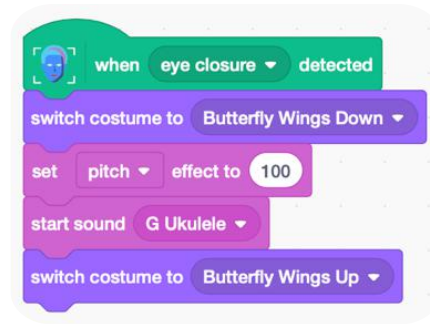 when eye closure detected
switch costume to Butterfly Wings Down
set pitch effect to 100
start sound G Ukulele
switch costume to Butterfly Wings Up